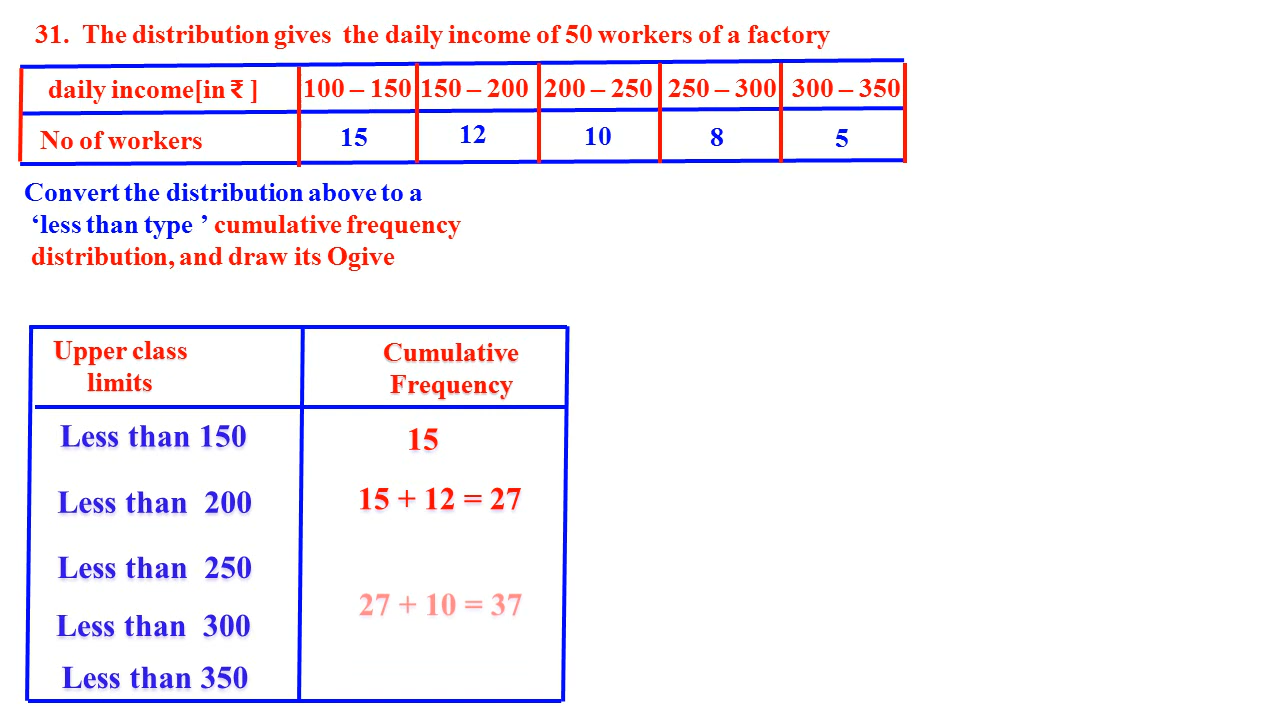 31. The distribution gives the daily income of 50 workers of a factory
daily income[in ₹ ] 100 – 150 150 – 200 200 – 250 250 – 300 300 – 350
No of workers 15 12 10 8 5
Convert the distribution above to a
‘less than type ’ cumulative frequency
distribution, and draw its Ogive
Upper class limits Cumulative Frequency
Less than 150 15
Less than 200 15 + 12 = 27
Less than 250
27 + 10 = 37
Less than 300
Less than 350